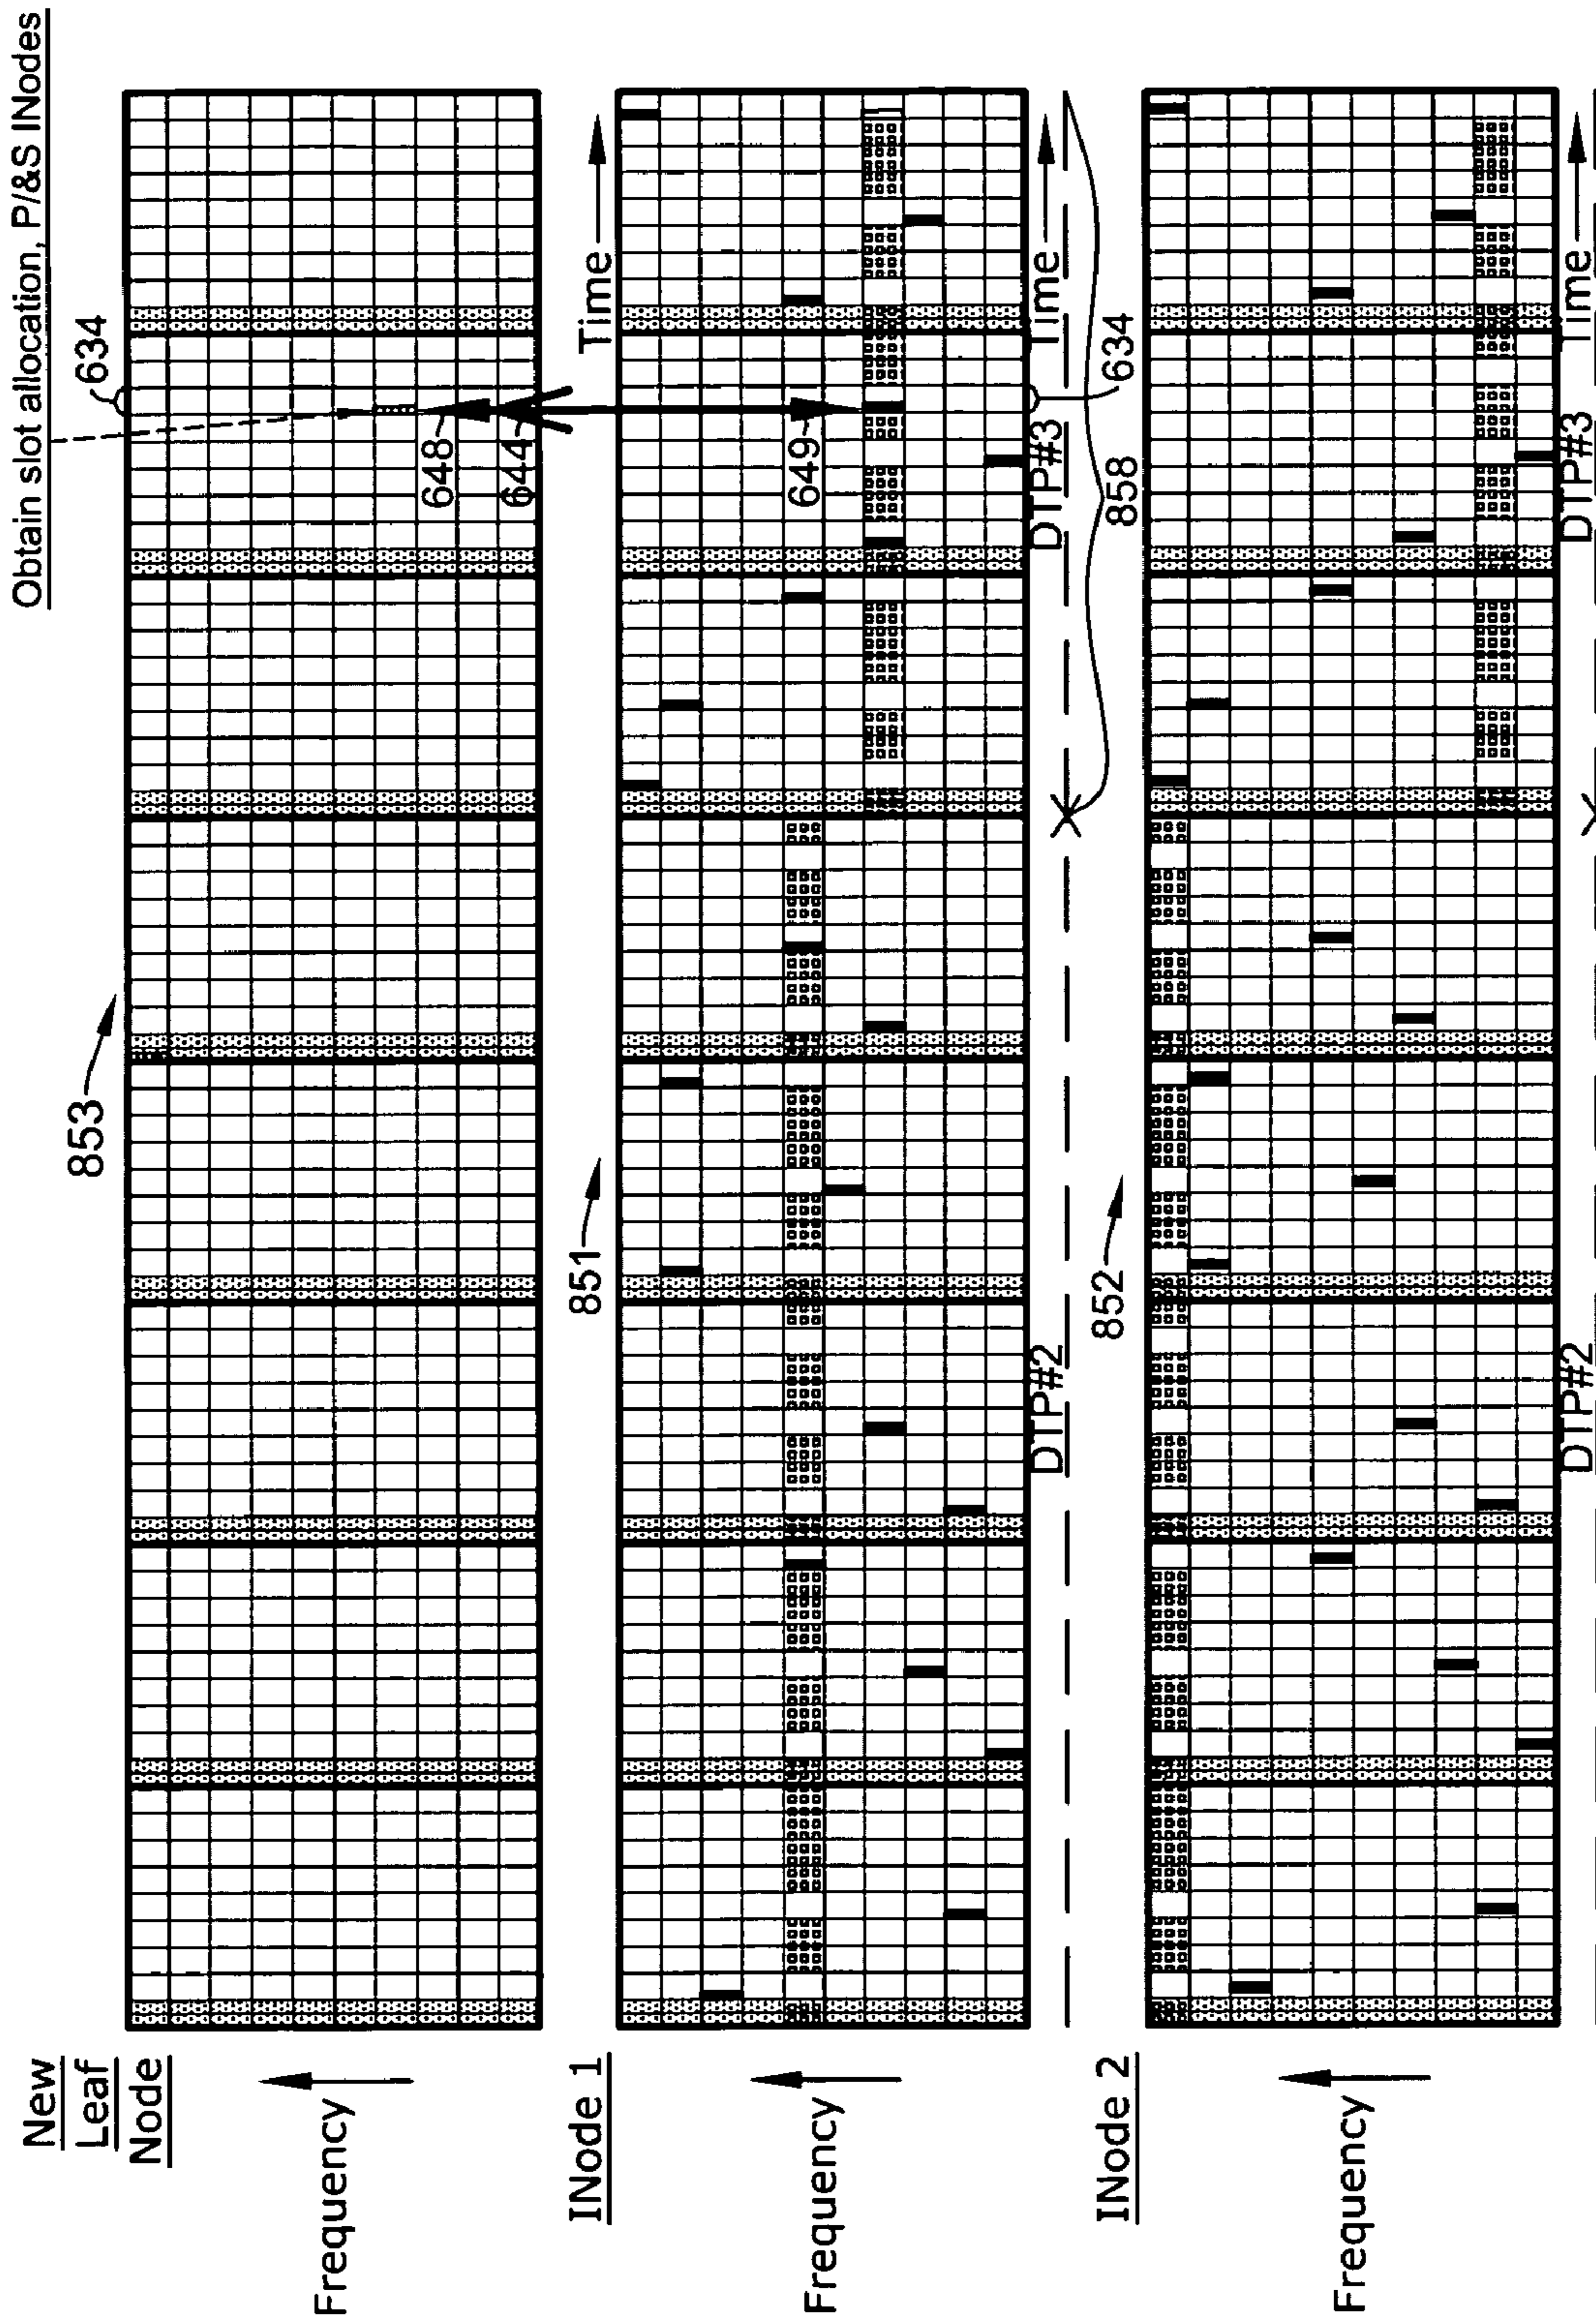 Obtain slot allocation, P/&S INodes
634
853
New
Leaf
Node
Frequency
648
644
Time
851
INode 1
Frequency
649
DTP#2
DTP#3
Time
634
858
852
INode 2
Frequency
DTP#2
DTP#3
Time